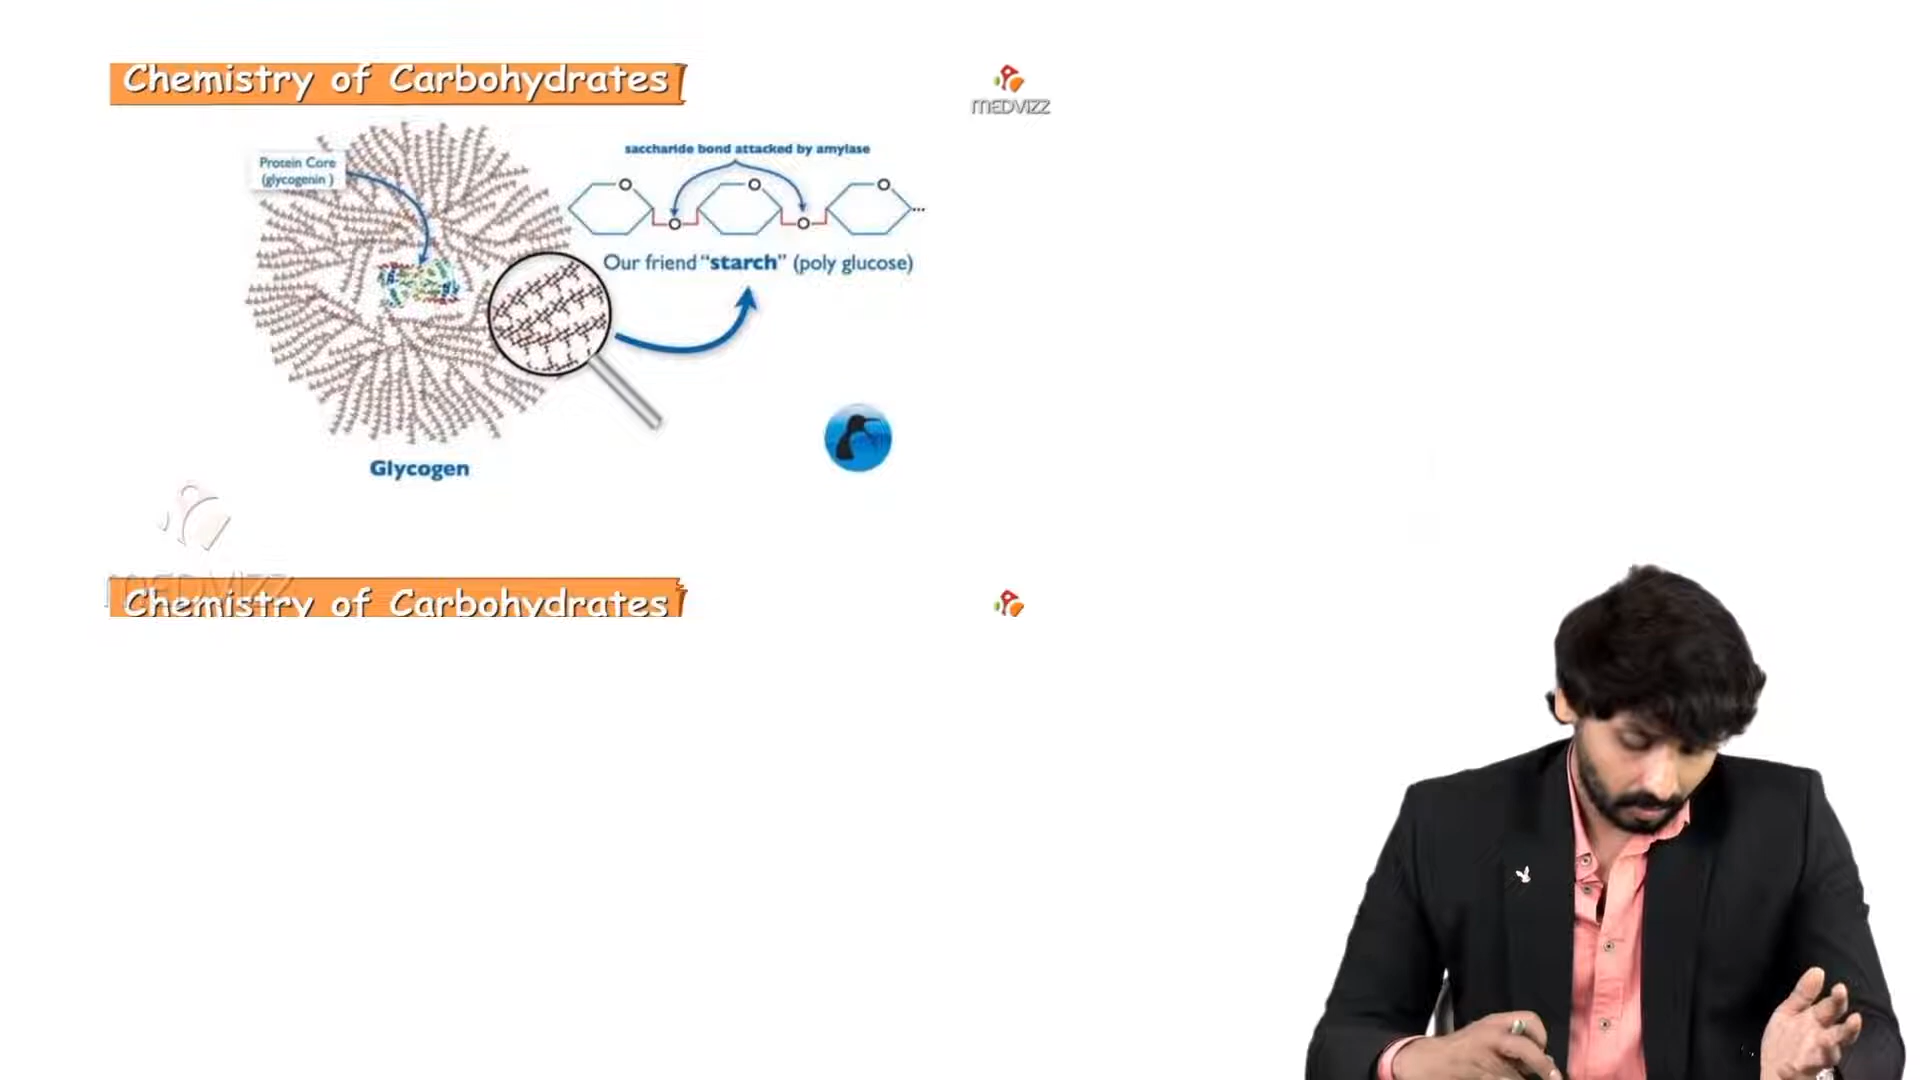 Chemistry of Carbohydrates
MEDVIZZ
Protein Core
(glycogenin )
saccharide bond attacked by amylase
O
O
O
...
O
O
Our friend "starch" (poly glucose)
Glycogen
MEDVIZZ
Chemistry of Carbohydrates